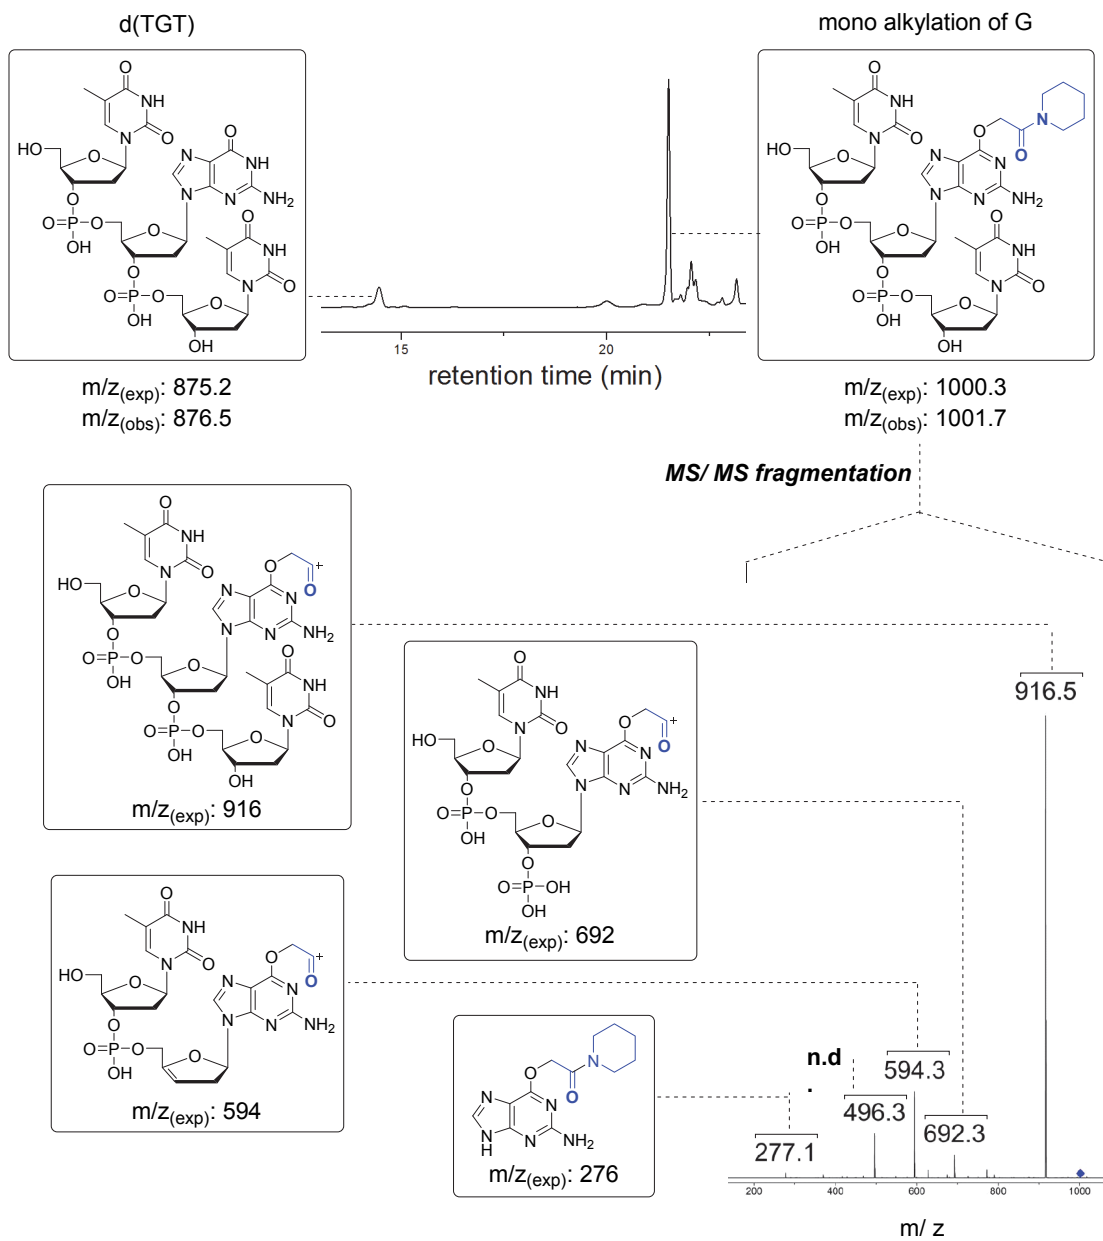 d(TGT)
mono alkylation of G
15
20
retention time (min)
m/z(exp): 875.2
m/z(obs): 876.5
m/z(exp): 1000.3
m/z(obs): 1001.7
MS/ MS fragmentation
m/z(exp): 916
916.5
m/z(exp): 692
m/z(exp): 594
n.d
.
594.3
496.3
692.3
277.1
m/z(exp): 276
200
400
600
800
1000
m/ z